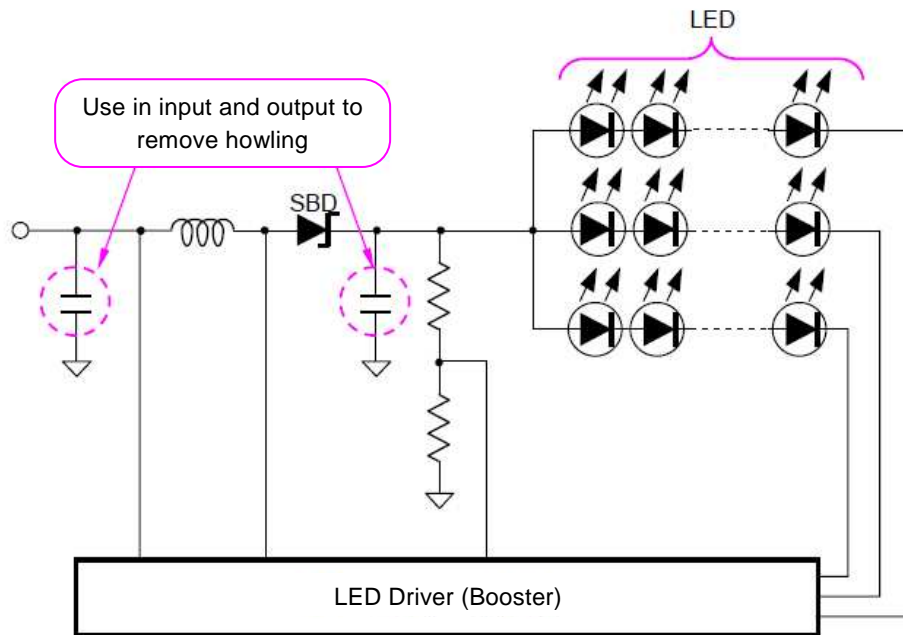 LED
Use in input and output to
remove howling
SBD
LED Driver (Booster)